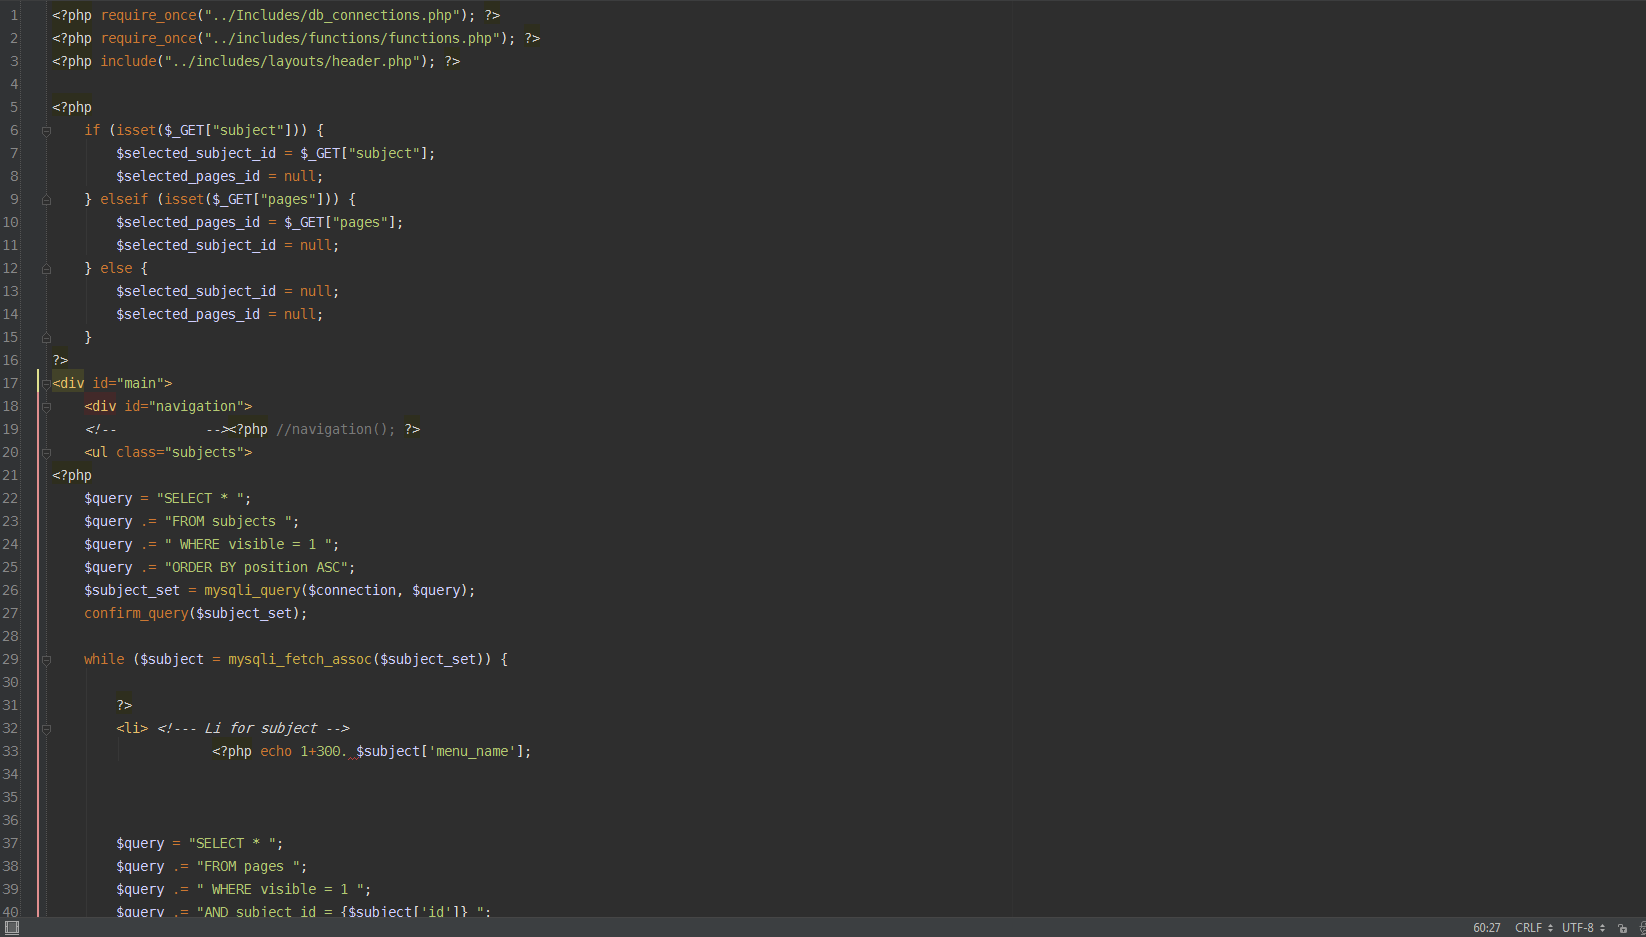 1 <?php require_once("../Includes/db_connections.php"); ?>
2 <?php require_once("../includes/functions/functions.php"); ?>
3 <?php include("../includes/layouts/header.php"); ?>
4
5 <?php
6     if (isset($_GET["subject"])) {
7         $selected_subject_id = $_GET["subject"];
8         $selected_pages_id = null;
9     } elseif (isset($_GET["pages"])) {
10         $selected_pages_id = $_GET["pages"];
11         $selected_subject_id = null;
12     } else {
13         $selected_subject_id = null;
14         $selected_pages_id = null;
15     }
16 ?>
17 <div id="main">
18     <div id="navigation">
19     <!--           --><?php //navigation(); ?>
20     <ul class="subjects">
21 <?php
22     $query = "SELECT * ";
23     $query .= "FROM subjects ";
24     $query .= " WHERE visible = 1 ";
25     $query .= "ORDER BY position ASC";
26     $subject_set = mysqli_query($connection, $query);
27     confirm_query($subject_set);
28
29     while ($subject = mysqli_fetch_assoc($subject_set)) {
30
31         ?>
32         <li> <!--- Li for subject -->
33                     <?php echo 1+300. $subject['menu_name'];
34
35
36
37         $query = "SELECT * ";
38         $query .= "FROM pages ";
39         $query .= " WHERE visible = 1 ";
40         $query .= "AND subject_id = {$subject['id']} ";
60:27 CRLF UTF-8